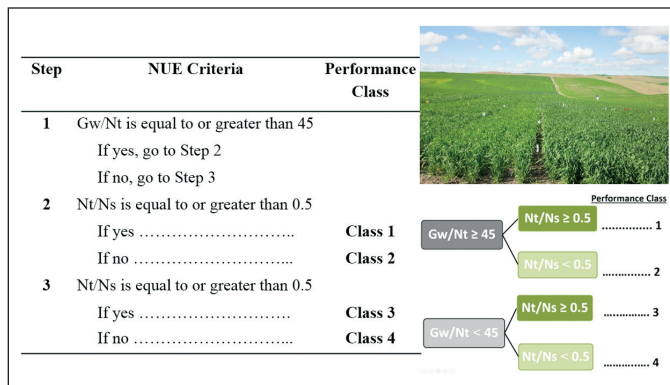 Step NUE Criteria Performance
Class
1 Gw/Nt is equal to or greater than 45
If yes, go to Step 2
If no, go to Step 3
2 Nt/Ns is equal to or greater than 0.5
If yes ………………………... Class 1
If no ………………………... Class 2
3 Nt/Ns is equal to or greater than 0.5
If yes ………………………. Class 3
If no ………………………... Class 4
Performance Class
Gw/Nt ≥ 45
Nt/Ns ≥ 0.5 .............. 1
Nt/Ns < 0.5 .............. 2
Gw/Nt < 45
Nt/Ns ≥ 0.5 .............. 3
Nt/Ns < 0.5 .............. 4